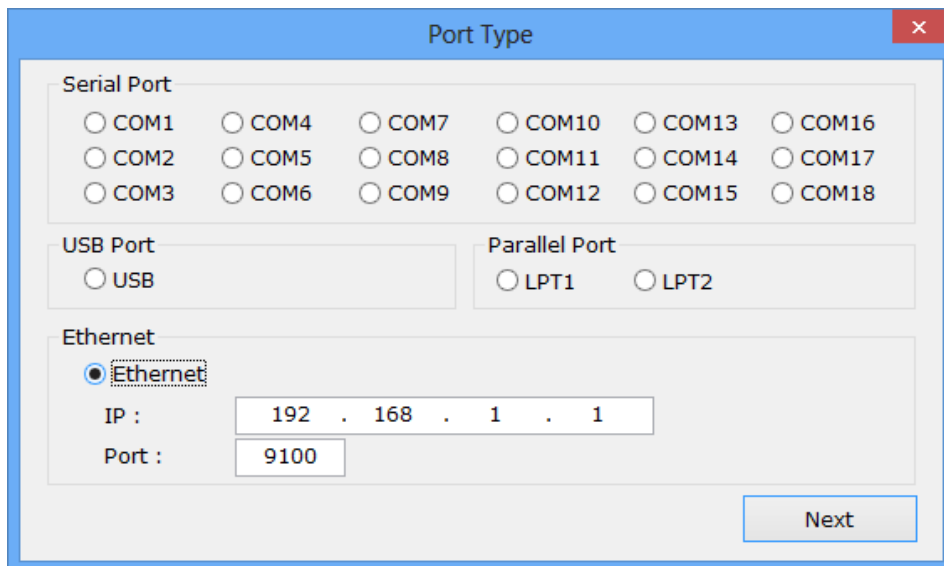 Port Type
Serial Port
COM1 COM4 COM7 COM10 COM13 COM16
COM2 COM5 COM8 COM11 COM14 COM17
COM3 COM6 COM9 COM12 COM15 COM18
USB Port Parallel Port
USB LPT1 LPT2
Ethernet
Ethernet
IP : 192 . 168 . 1 . 1
Port : 9100
Next